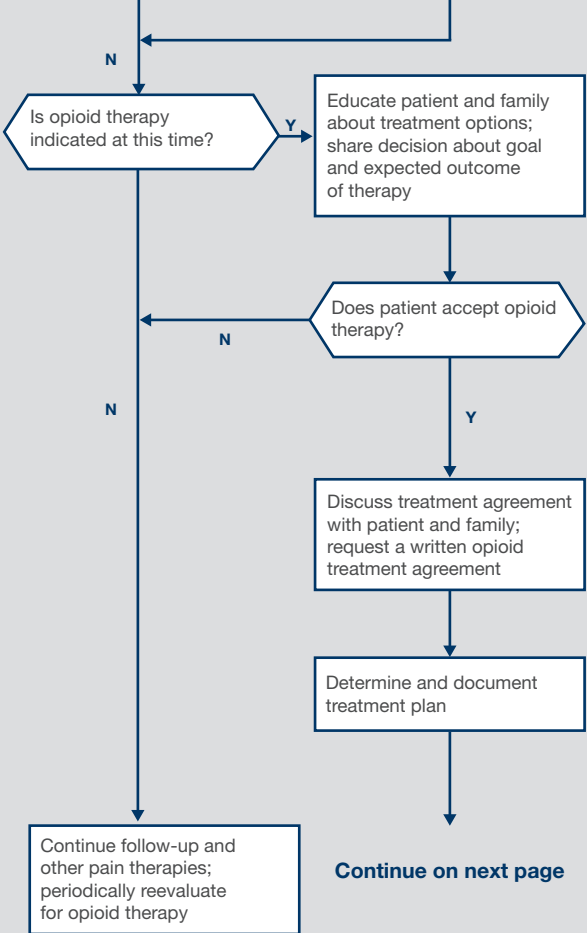 N
Is opioid therapy
indicated at this time?
Y
Educate patient and family
about treatment options;
share decision about goal
and expected outcome
of therapy
Does patient accept opioid
therapy?
N
N
Y
Discuss treatment agreement
with patient and family;
request a written opioid
treatment agreement
Determine and document
treatment plan
Continue follow-up and
other pain therapies;
periodically reevaluate
for opioid therapy
Continue on next page